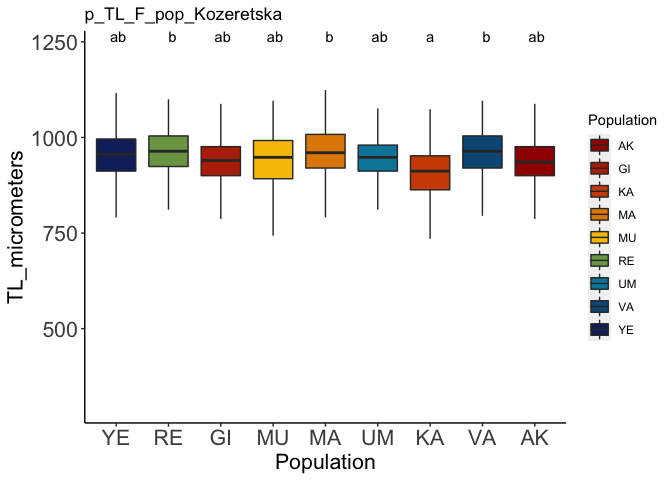 p_TL_F_pop_Kozeretska
1250
ab b ab ab b ab a b ab
1000
750
500
TL_micrometers
YE RE GI MU MA UM KA VA AK
Population
Population
AK
GI
KA
MA
MU
RE
UM
VA
YE